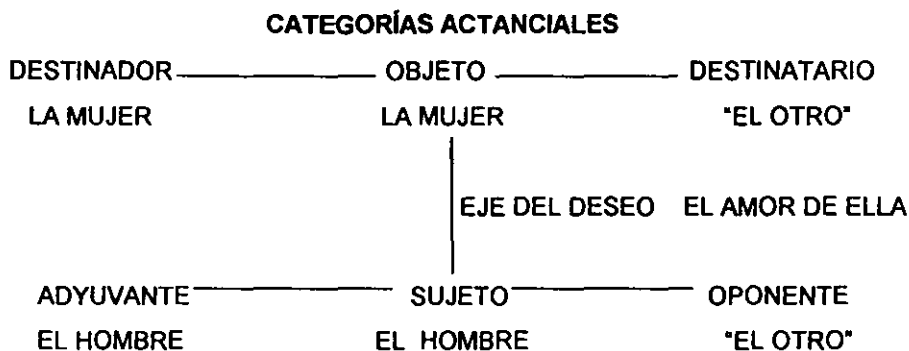 CATEGORÍAS ACTANCIALES
DESTINADOR OBJETO DESTINATARIO
LA MUJER LA MUJER "EL OTRO"
EJE DEL DESEO EL AMOR DE ELLA
ADYUVANTE SUJETO OPONENTE
EL HOMBRE EL HOMBRE "EL OTRO"